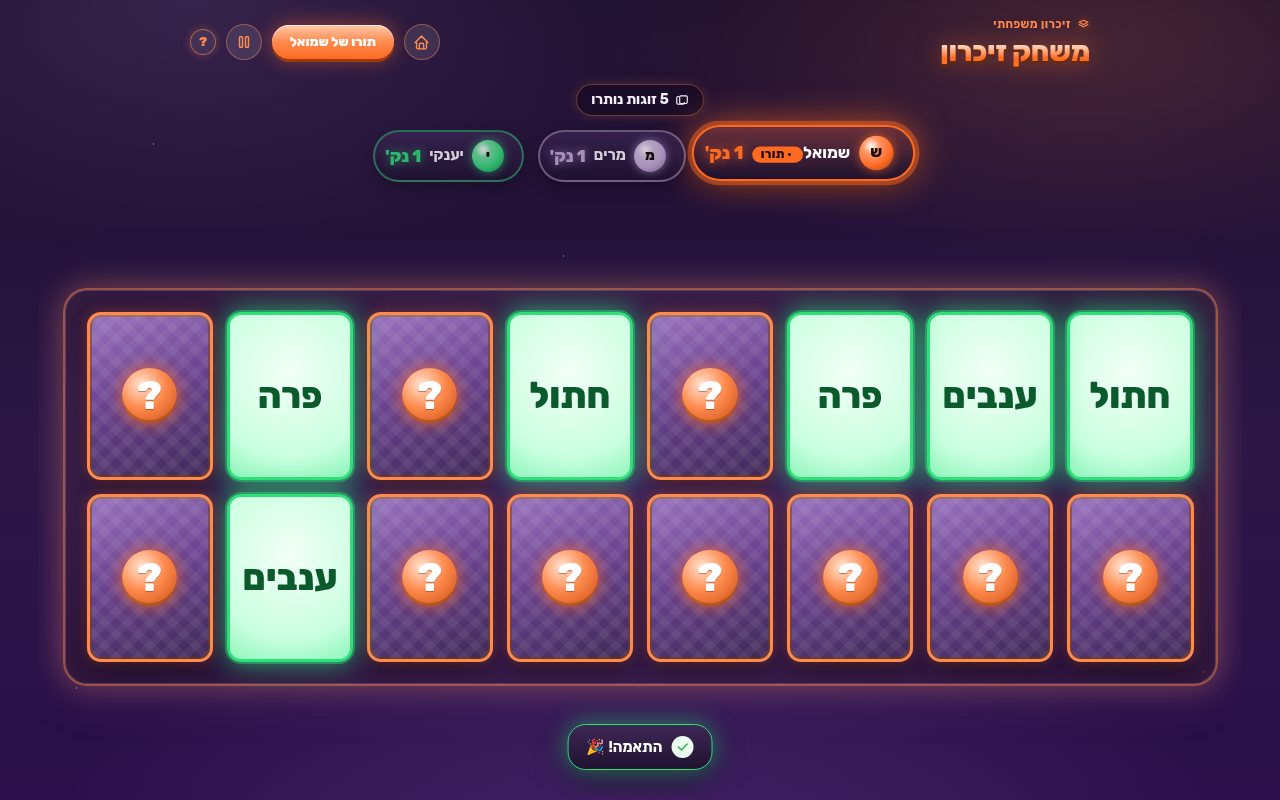 זיכרון משפחתי
משחק זיכרון
תורו של שמואל
?
5 זוגות נותרו
ש שמואל • תורו 1 נק'
מ מרים 1 נק'
י יענקי 1 נק'
חתול ענבים פרה ? חתול ? פרה ?
? ? ? ? ? ? ענבים ?
התאמה! 🎉